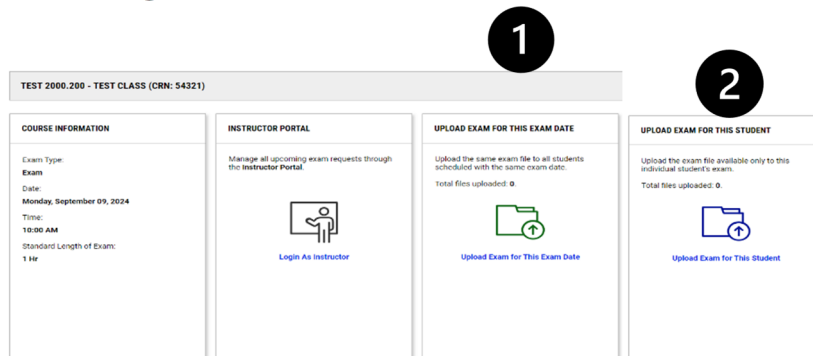 1
2
TEST 2000.200 - TEST CLASS (CRN: 54321)
COURSE INFORMATION
Exam Type:
Exam
Date:
Monday, September 09, 2024
Time:
10:00 AM
Standard Length of Exam:
1 Hr
INSTRUCTOR PORTAL
Manage all upcoming exam requests through
the Instructor Portal.
Login As Instructor
UPLOAD EXAM FOR THIS EXAM DATE
Upload the same exam file to all students
scheduled with the same exam date.
Total files uploaded: 0.
Upload Exam for This Exam Date
UPLOAD EXAM FOR THIS STUDENT
Upload the exam file available only to this
individual student's exam.
Total files uploaded: 0.
Upload Exam for This Student